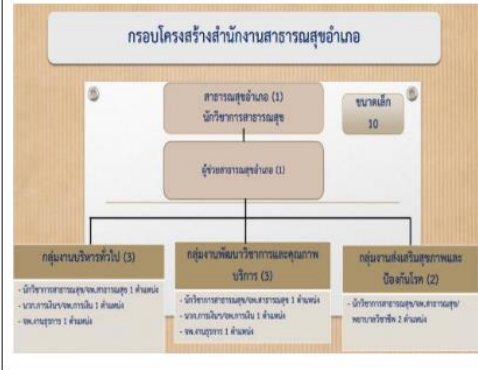 กรอบโครงสร้างสำนักงานสาธารณสุขอำเภอ
สาธารณสุขอำเภอ (1)
นักวิชาการสาธารณสุข
ขนาดเล็ก
10
ผู้ช่วยสาธารณสุขอำเภอ (1)
กลุ่มงานบริหารทั่วไป (3)
- นักวิชาการสาธารณสุข/จพ.สาธารณสุข 1 ตำแหน่ง
- นวก.การเงินฯ/จพ.การเงิน 1 ตำแหน่ง
- จพ.งานธุรการ 1 ตำแหน่ง
กลุ่มงานพัฒนาวิชาการและคุณภาพ
บริการ (3)
- นักวิชาการสาธารณสุข/จพ.สาธารณสุข 1 ตำแหน่ง
- นวก.การเงินฯ/จพ.การเงิน 1 ตำแหน่ง
- จพ.งานธุรการ 1 ตำแหน่ง
กลุ่มงานส่งเสริมสุขภาพและ
ป้องกันโรค (2)
- นักวิชาการสาธารณสุข/จพ.สาธารณสุข/
พยาบาลวิชาชีพ 2 ตำแหน่ง